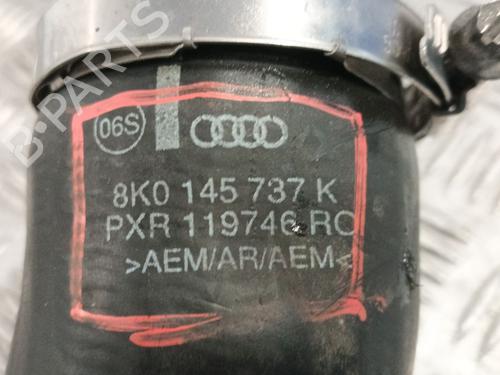 06S
8K0 145 737 K
PXR 119746 RC
>AEM/AR/AEM<
B-PARTS